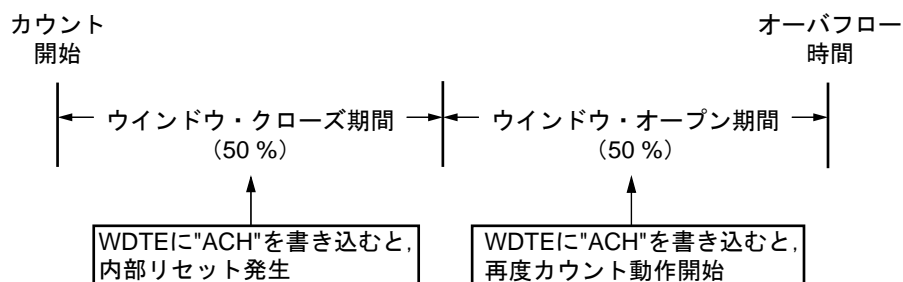 カウント
開始
オーバフロー
時間
ウインドウ・クローズ期間
（50 %）
ウインドウ・オープン期間
（50 %）
WDTEに"ACH"を書き込むと，
内部リセット発生
WDTEに"ACH"を書き込むと，
再度カウント動作開始